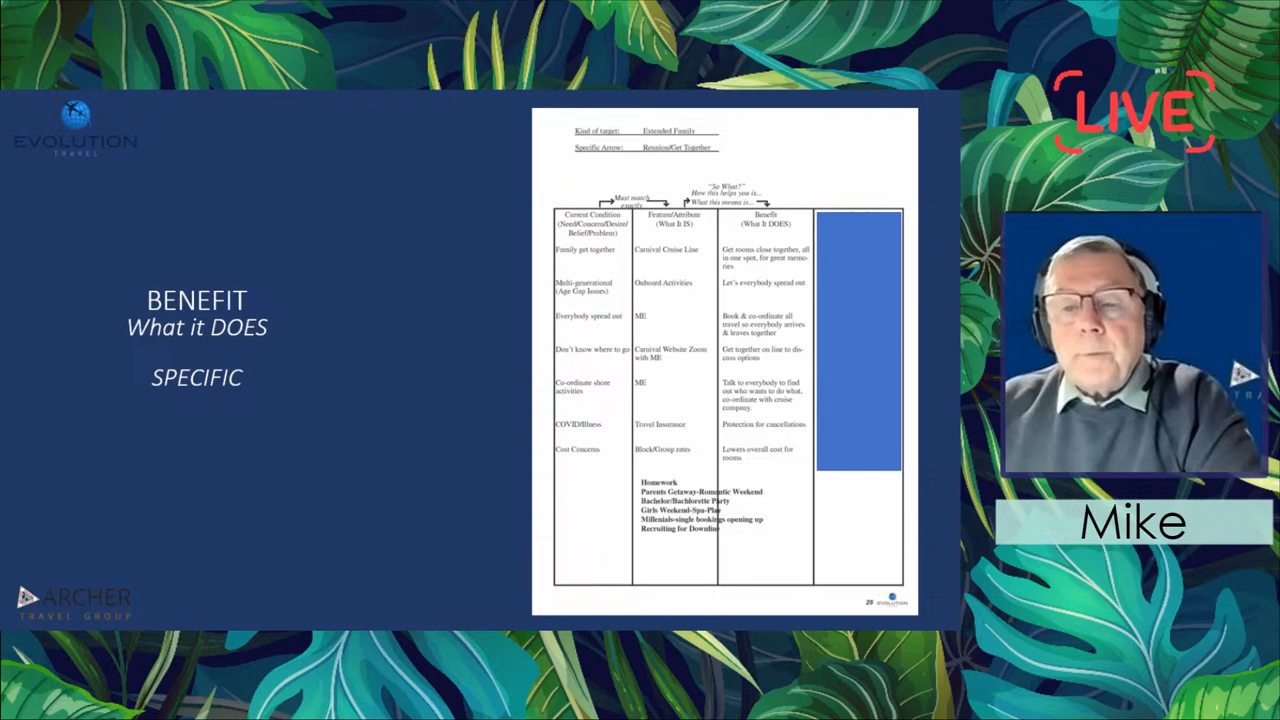 EVOLUTION
TRAVEL
BENEFIT
What it DOES
SPECIFIC
ARCHER
TRAVEL GROUP
Kind of target: Extended Family
Specific Arrow: Reunion/Get Together
Must match
exactly
"So What?"
How this helps you is...
What this means is...
Current Condition
(Need/Concern/Desire/
Belief/Problem)
Feature/Attribute
(What It IS)
Benefit
(What It DOES)
Family get together
Carnival Cruise Line
Get rooms close together, all
in one spot, for great memo-
ries
Multi-generational
(Age Gap Issues)
Onboard Activities
Let's everybody spread out
Everybody spread out
ME
Book & co-ordinate all
travel so everybody arrives
& leaves together
Don't know where to go
Carnival Website Zoom
with ME
Get together on line to dis-
cuss options
Co-ordinate shore
activities
ME
Talk to everybody to find
out who wants to do what,
co-ordinate with cruise
company.
COVID/Illness
Travel Insurance
Protection for cancellations
Cost Concerns
Block/Group rates
Lowers overall cost for
rooms
Homework
Parents Getaway-Romantic Weekend
Bachelor/Bachlorette Party
Girls Weekend-Spa-Play
Millenials-single bookings opening up
Recruiting for Downline
25 EVOLUTION
LIVE
Mike